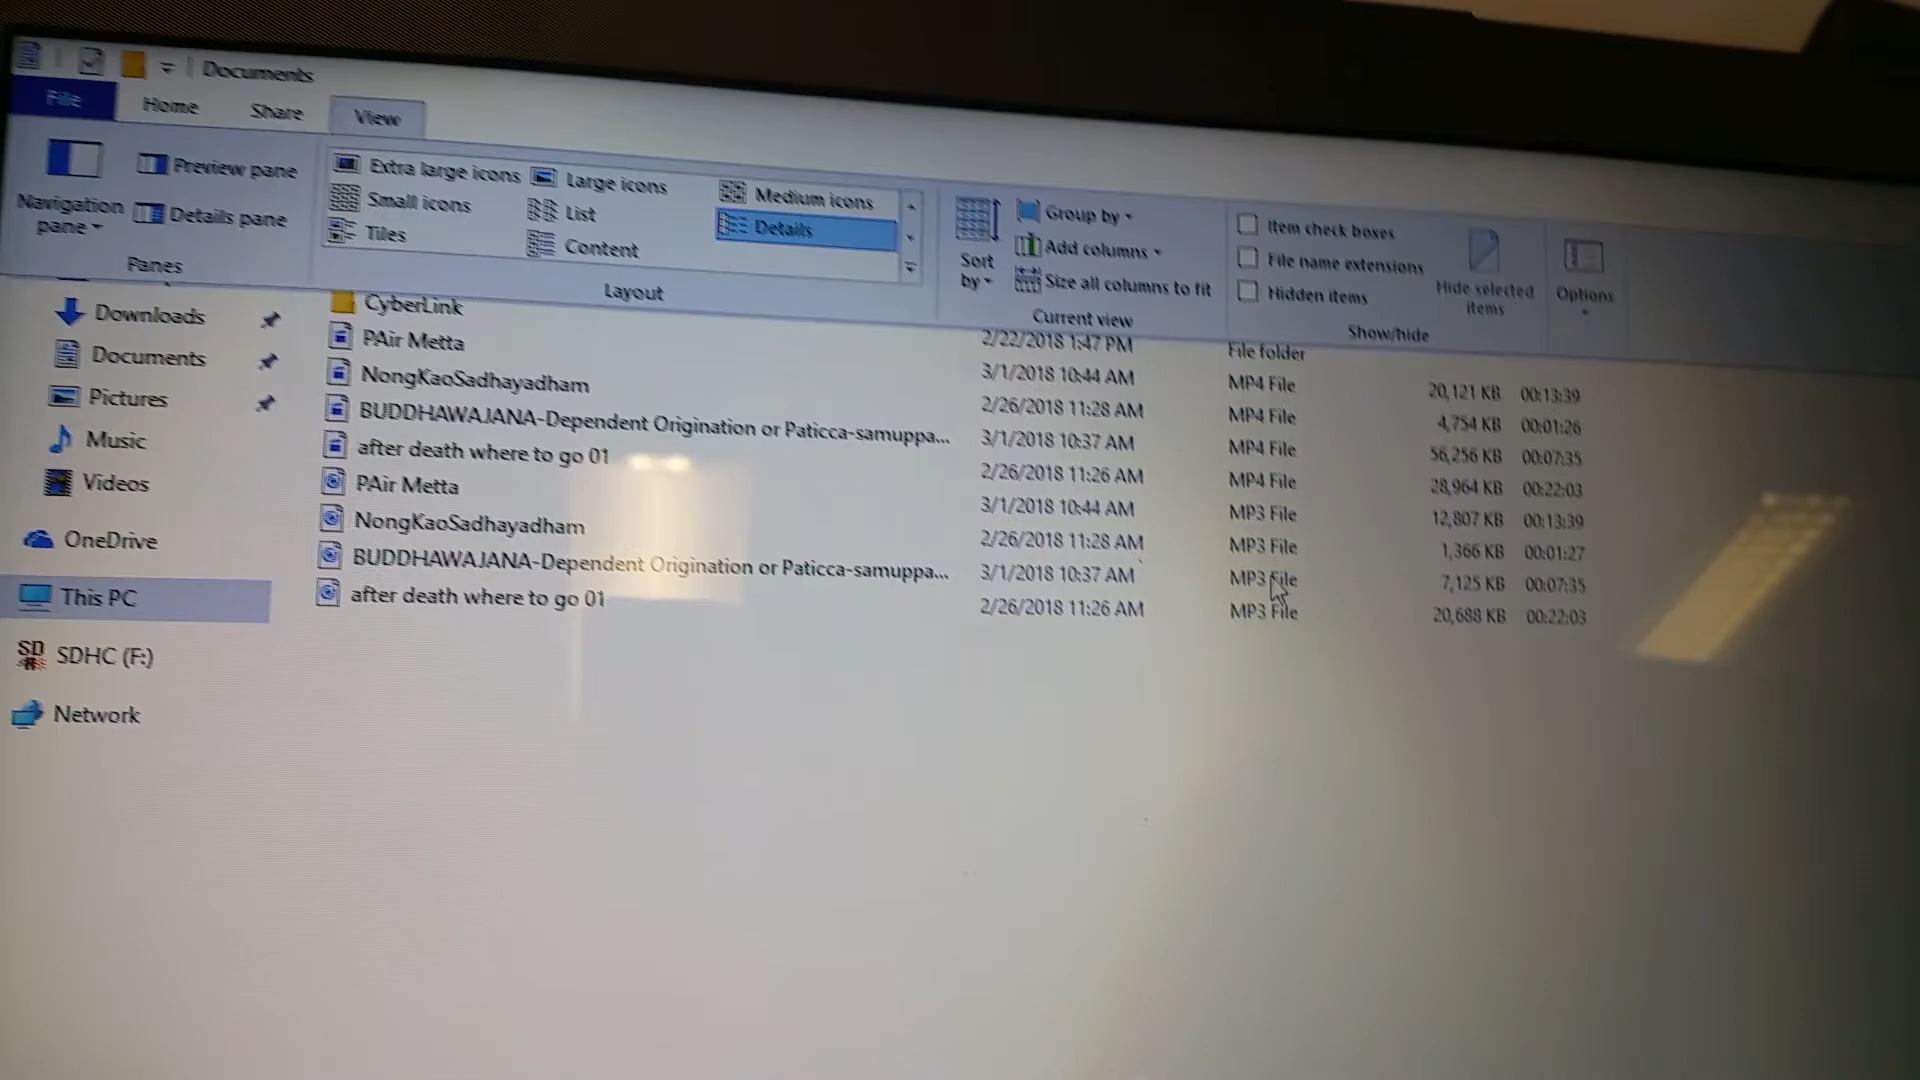 Documents
File Home Share View
Navigation pane
Preview pane
Details pane
Panes
Extra large icons Large icons Medium icons
Small icons List Details
Tiles Content
Layout
Sort by
Group by
Add columns
Size all columns to fit
Current view
Item check boxes
File name extensions
Hidden items
Hide selected items
Show/hide
Options
Downloads
Documents
Pictures
Music
Videos
OneDrive
This PC
SD SDHC (F:)
Network
CyberLink 2/22/2018 1:47 PM File folder
PAir Metta 3/1/2018 10:44 AM MP4 File 20,121 KB 00:13:39
NongKaoSadhayadham 2/26/2018 11:28 AM MP4 File 4,754 KB 00:01:26
BUDDHAWAJANA-Dependent Origination or Paticca-samuppa... 3/1/2018 10:37 AM MP4 File 56,256 KB 00:07:35
after death where to go 01 2/26/2018 11:26 AM MP4 File 28,964 KB 00:22:03
PAir Metta 3/1/2018 10:44 AM MP3 File 12,807 KB 00:13:39
NongKaoSadhayadham 2/26/2018 11:28 AM MP3 File 1,366 KB 00:01:27
BUDDHAWAJANA-Dependent Origination or Paticca-samuppa... 3/1/2018 10:37 AM MP3 File 7,125 KB 00:07:35
after death where to go 01 2/26/2018 11:26 AM MP3 File 20,688 KB 00:22:03